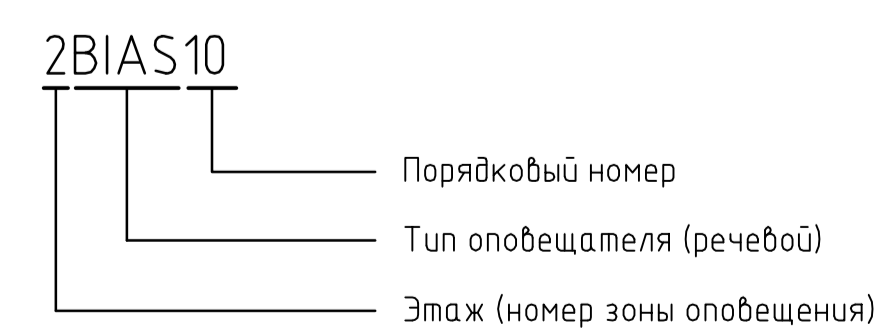 2BIAS10
Порядковый номер
Тип оповещателя (речевой)
Этаж (номер зоны оповещения)